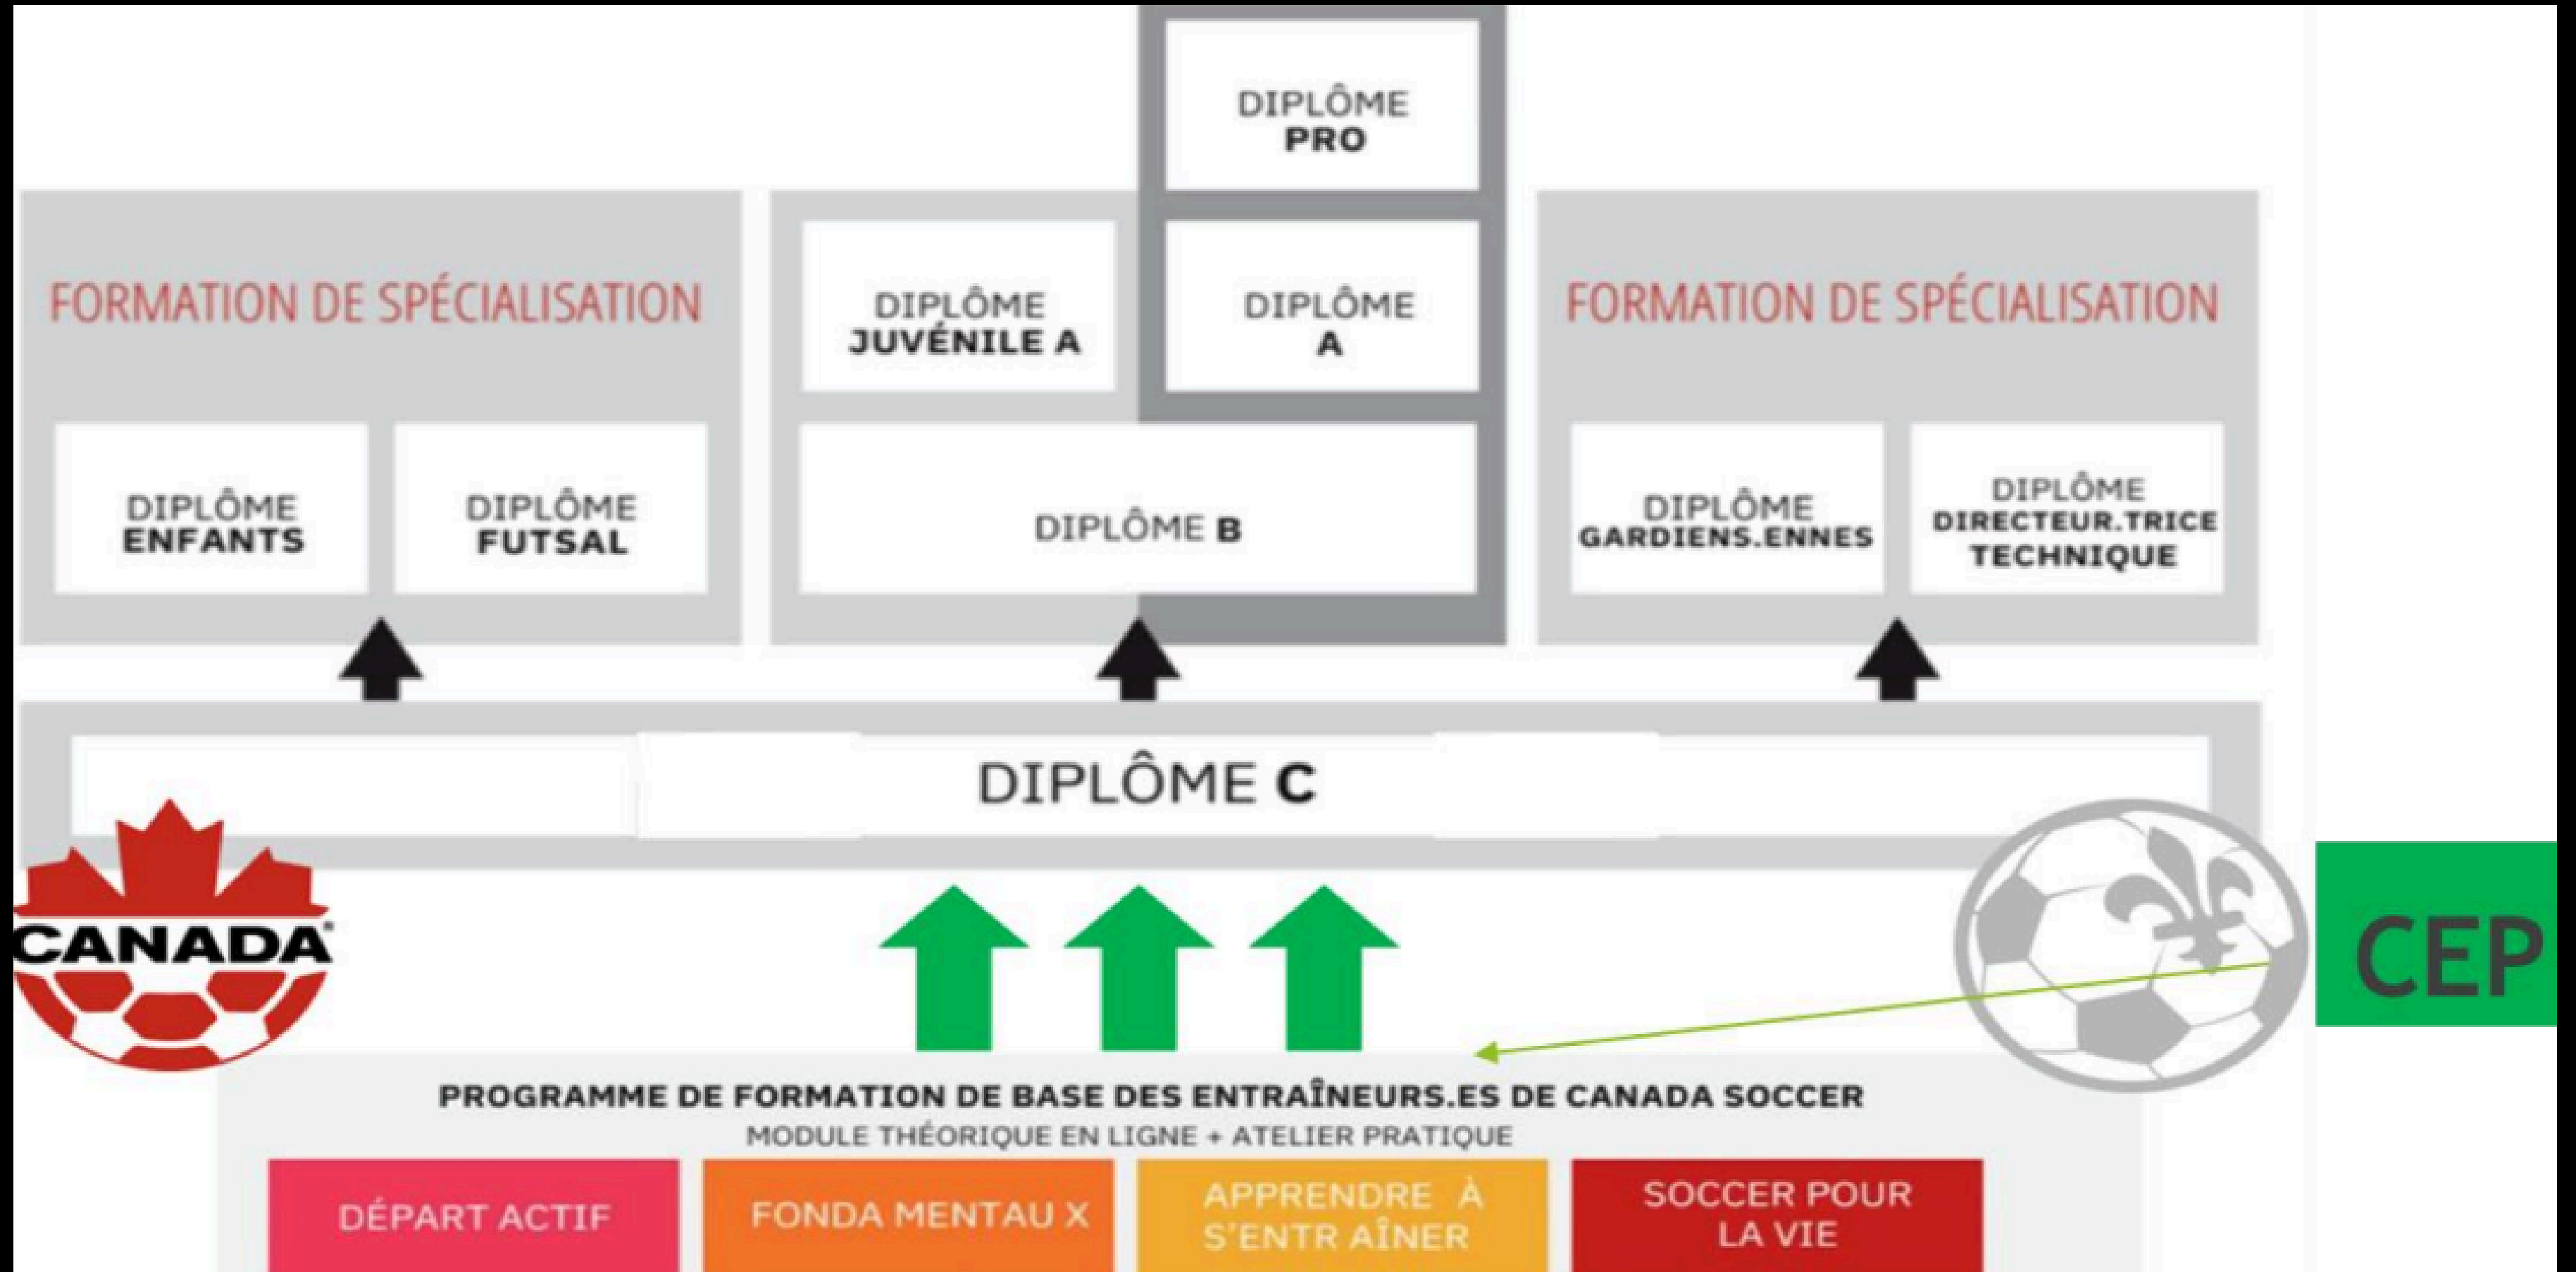 DIPLÔME
PRO
FORMATION DE SPÉCIALISATION
DIPLÔME
ENFANTS
DIPLÔME
FUTSAL
DIPLÔME
JUVÉNILE A
DIPLÔME
A
DIPLÔME B
FORMATION DE SPÉCIALISATION
DIPLÔME
GARDIENS.ENNES
DIPLÔME
DIRECTEUR.TRICE
TECHNIQUE
DIPLÔME C
CANADA
CEP
PROGRAMME DE FORMATION DE BASE DES ENTRAÎNEURS.ES DE CANADA SOCCER
MODULE THÉORIQUE EN LIGNE + ATELIER PRATIQUE
DÉPART ACTIF
FONDA MENTAU X
APPRENDRE À
S'ENTR AÎNER
SOCCER POUR
LA VIE